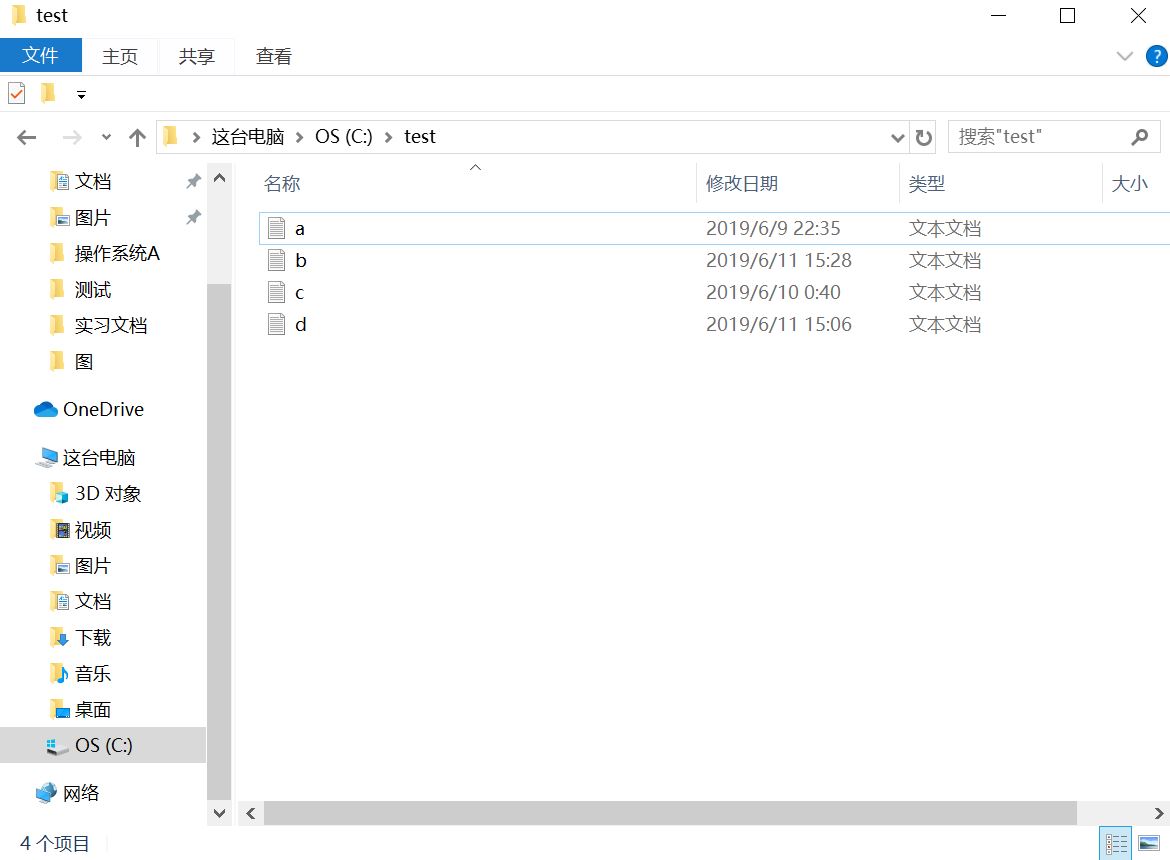 test
文件 主页 共享 查看
这台电脑 OS (C:) test 搜索"test"
名称 修改日期 类型 大小
a 2019/6/9 22:35 文本文档
b 2019/6/11 15:28 文本文档
c 2019/6/10 0:40 文本文档
d 2019/6/11 15:06 文本文档
文档
图片
操作系统A
测试
实习文档
图
OneDrive
这台电脑
3D 对象
视频
图片
文档
下载
音乐
桌面
OS (C:)
网络
4 个项目